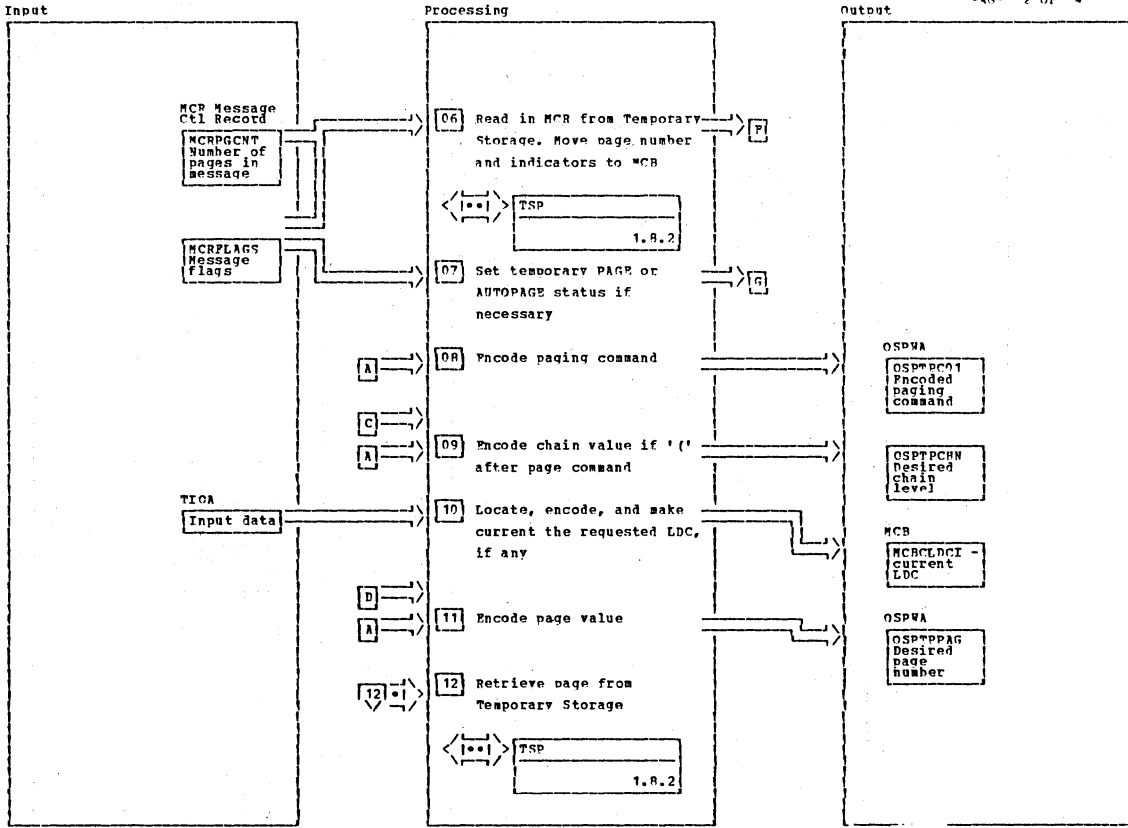 Input
Processing
Output
2 of 4
MCR Message
Ctl Record
MCRPGCNT
Number of
pages in
message
06 Read in MCR from Temporary
Storage. Move page number
and indicators to MCB
F
TSP
1.8.2
MCRFLAGS
Message
flags
07 Set temporary PAGE or
AUTOPAGE status if
necessary
G
A
08 Encode paging command
OSPWA
OSPTPC01
Encoded
paging
command
C
A
09 Encode chain value if '('
after page command
OSPTPCHN
Desired
chain
level
TIOA
Input data
10 Locate, encode, and make
current the requested LDC,
if any
MCB
MCBCLDCI -
current
LDC
D
A
11 Encode page value
OSPWA
OSPTPPAG
Desired
page
number
12
12 Retrieve page from
Temporary Storage
TSP
1.8.2